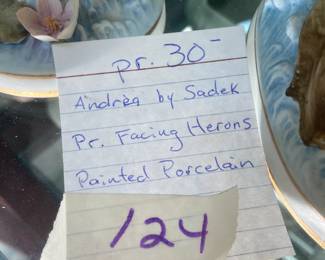 pr. 30-
Andrea by Sadek
Pr. Facing Herons
Painted Porcelain
124